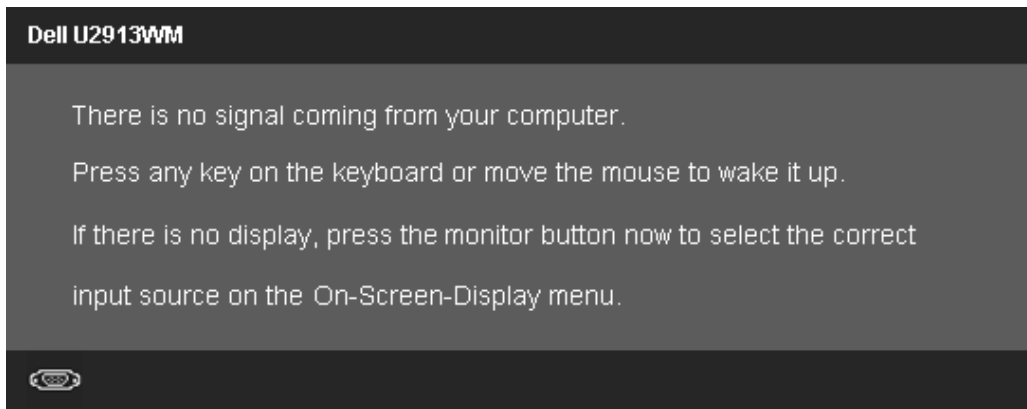 Dell U2913WM
There is no signal coming from your computer.
Press any key on the keyboard or move the mouse to wake it up.
If there is no display, press the monitor button now to select the correct
input source on the On-Screen-Display menu.